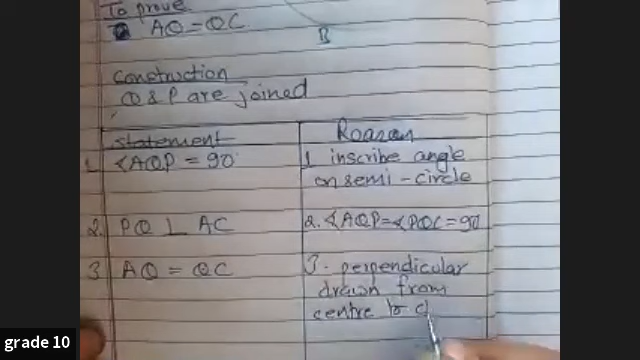 To prove
AQ = QC
B
Construction
Q & P are joined
statement Reason
1. ∢AQP = 90° 1 inscribe angle
on semi-circle
2. PQ ⊥ AC 2. ∢AQP=∢PQC=90
3 AQ = QC 3. perpendicular
drawn from
centre to c
grade 10